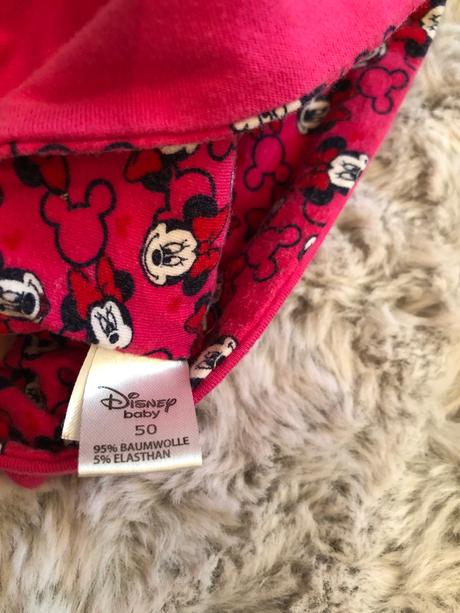 Disney
baby
50
95% BAUMWOLLE
5% ELASTHAN